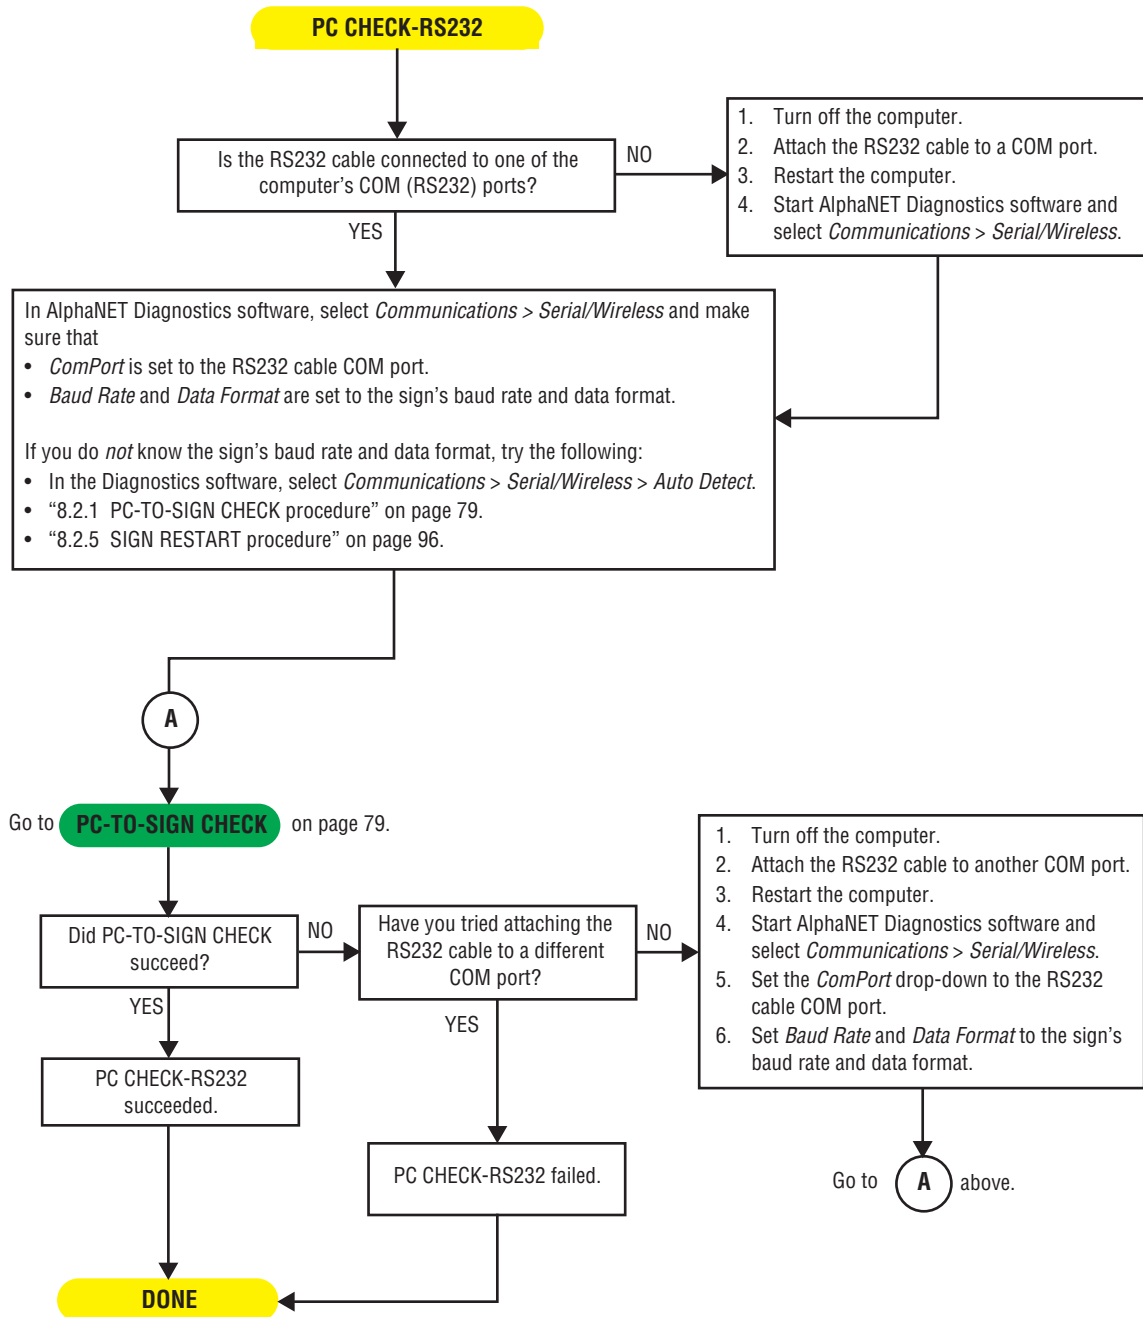 PC CHECK-RS232
Is the RS232 cable connected to one of the
computer's COM (RS232) ports?
NO
1. Turn off the computer.
2. Attach the RS232 cable to a COM port.
3. Restart the computer.
4. Start AlphaNET Diagnostics software and
select Communications > Serial/Wireless.
YES
In AlphaNET Diagnostics software, select Communications > Serial/Wireless and make
sure that
• ComPort is set to the RS232 cable COM port.
• Baud Rate and Data Format are set to the sign's baud rate and data format.
If you do not know the sign's baud rate and data format, try the following:
• In the Diagnostics software, select Communications > Serial/Wireless > Auto Detect.
• “8.2.1 PC-TO-SIGN CHECK procedure” on page 79.
• “8.2.5 SIGN RESTART procedure” on page 96.
A
Go to PC-TO-SIGN CHECK on page 79.
Did PC-TO-SIGN CHECK
succeed?
NO
Have you tried attaching the
RS232 cable to a different
COM port?
NO
1. Turn off the computer.
2. Attach the RS232 cable to another COM port.
3. Restart the computer.
4. Start AlphaNET Diagnostics software and
select Communications > Serial/Wireless.
5. Set the ComPort drop-down to the RS232
cable COM port.
6. Set Baud Rate and Data Format to the sign's
baud rate and data format.
YES
YES
PC CHECK-RS232
succeeded.
PC CHECK-RS232 failed.
Go to A above.
DONE